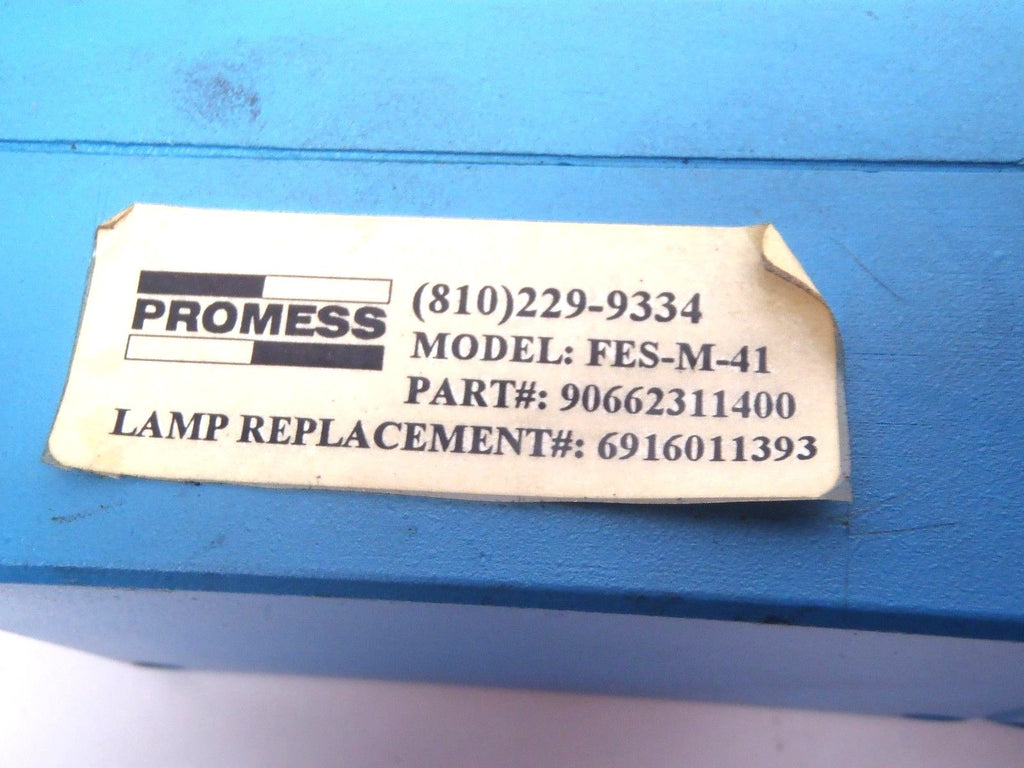 PROMESS
(810)229-9334
MODEL: FES-M-41
PART#: 90662311400
LAMP REPLACEMENT#: 6916011393